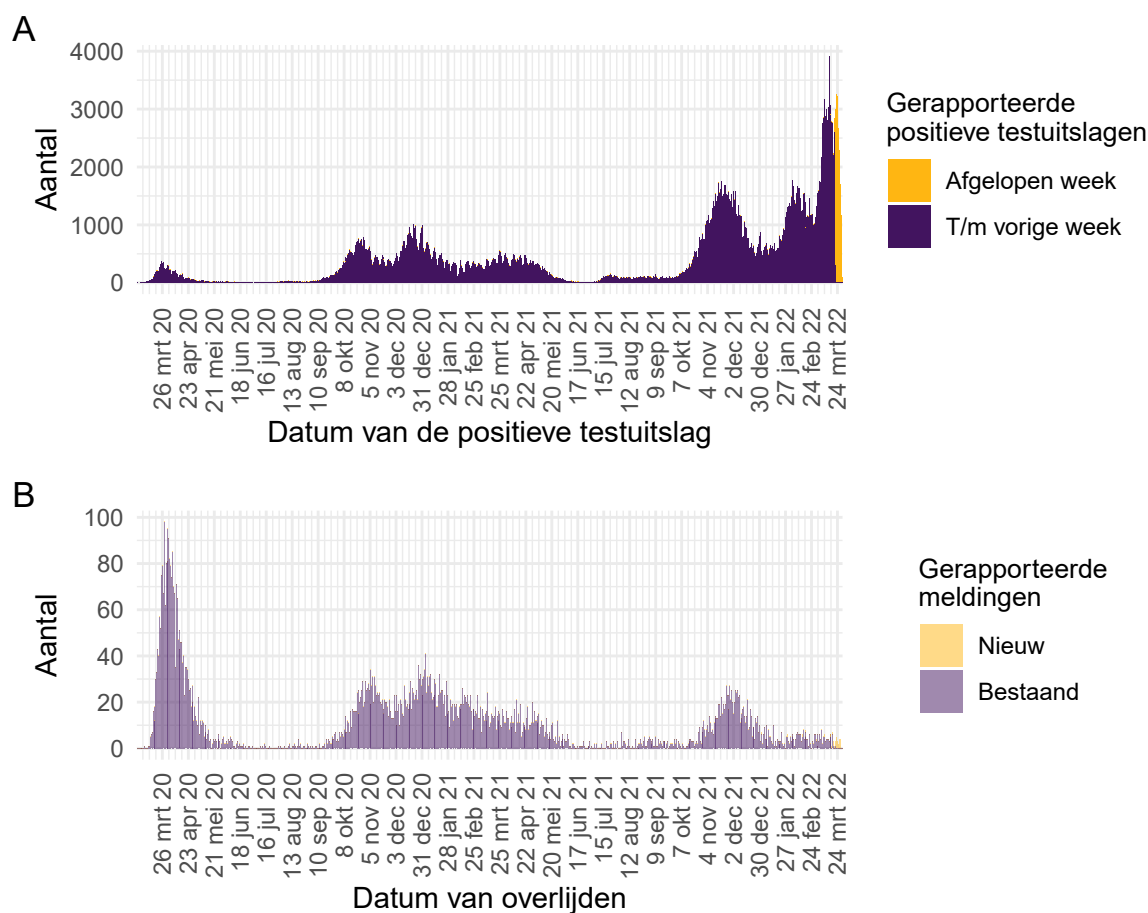 A
4000
3000
2000
1000
0
Aantal
26 mrt 20
23 apr 20
21 mei 20
18 jun 20
16 jul 20
13 aug 20
10 sep 20
8 okt 20
5 nov 20
3 dec 20
31 dec 20
28 jan 21
25 feb 21
25 mrt 21
22 apr 21
20 mei 21
17 jun 21
15 jul 21
12 aug 21
9 sep 21
7 okt 21
4 nov 21
2 dec 21
30 dec 21
27 jan 22
24 feb 22
24 mrt 22
Datum van de positieve testuitslag
Gerapporteerde
positieve testuitslagen
Afgelopen week
T/m vorige week
B
100
80
60
40
20
0
Aantal
26 mrt 20
23 apr 20
21 mei 20
18 jun 20
16 jul 20
13 aug 20
10 sep 20
8 okt 20
5 nov 20
3 dec 20
31 dec 20
28 jan 21
25 feb 21
25 mrt 21
22 apr 21
20 mei 21
17 jun 21
15 jul 21
12 aug 21
9 sep 21
7 okt 21
4 nov 21
2 dec 21
30 dec 21
27 jan 22
24 feb 22
24 mrt 22
Datum van overlijden
Gerapporteerde
meldingen
Nieuw
Bestaand